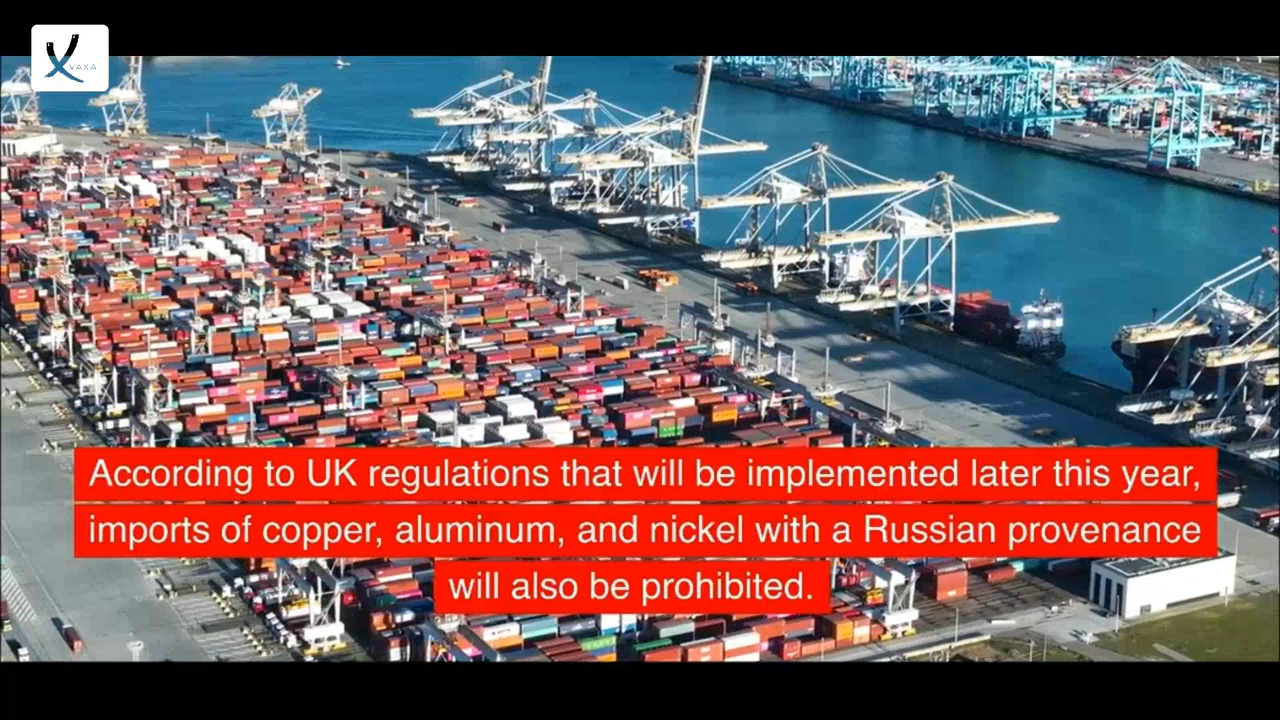 VAXA
According to UK regulations that will be implemented later this year,
imports of copper, aluminum, and nickel with a Russian provenance
will also be prohibited.